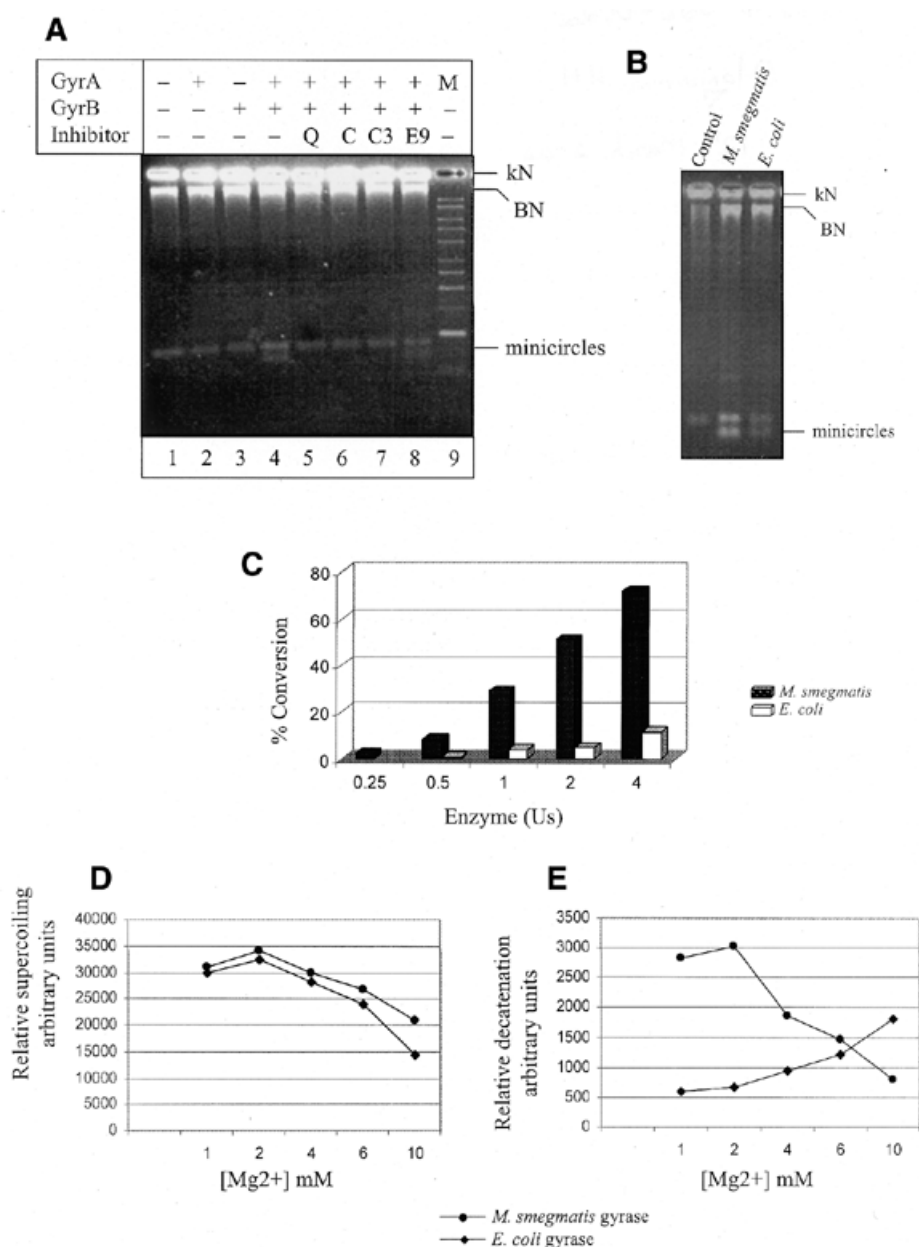 A
GyrA − + − + + + + + M
GyrB − − + + + + + + −
Inhibitor − − − − Q C C3 E9 −
kN
BN
minicircles
1 2 3 4 5 6 7 8 9
B
Control
M. smegmatis
E. coli
kN
BN
minicircles
C
% Conversion
80
60
40
20
0
0.25 0.5 1 2 4
Enzyme (Us)
M. smegmatis
E. coli
D
Relative supercoiling
arbitrary units
40000
35000
30000
25000
20000
15000
10000
5000
0
1 2 4 6 10
[Mg2+] mM
E
Relative decatenation
arbitrary units
3500
3000
2500
2000
1500
1000
500
0
1 2 4 6 10
[Mg2+] mM
M. smegmatis gyrase
E. coli gyrase